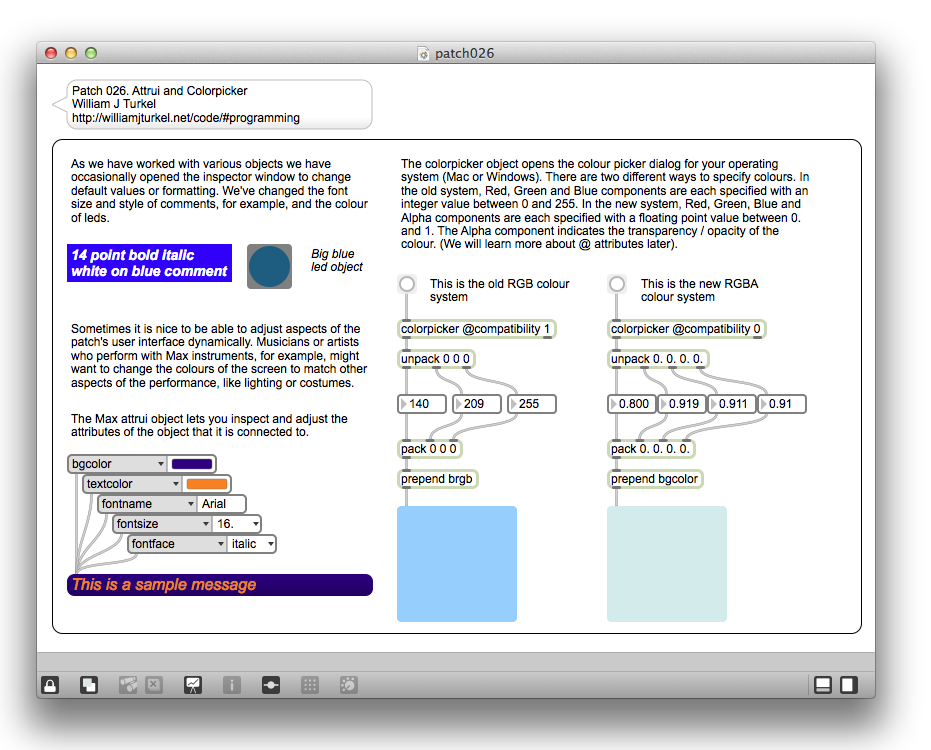 patch026
Patch 026. Attrui and Colorpicker
William J Turkel
http://williamjturkel.net/code/#programming
As we have worked with various objects we have
occasionally opened the inspector window to change
default values or formatting. We've changed the font
size and style of comments, for example, and the colour
of leds.
14 point bold italic
white on blue comment
Big blue
led object
Sometimes it is nice to be able to adjust aspects of the
patch's user interface dynamically. Musicians or artists
who perform with Max instruments, for example, might
want to change the colours of the screen to match other
aspects of the performance, like lighting or costumes.
The Max attrui object lets you inspect and adjust the
attributes of the object that it is connected to.
bgcolor
textcolor
fontname Arial
fontsize 16.
fontface italic
This is a sample message
The colorpicker object opens the colour picker dialog for your operating
system (Mac or Windows). There are two different ways to specify colours. In
the old system, Red, Green and Blue components are each specified with an
integer value between 0 and 255. In the new system, Red, Green, Blue and
Alpha components are each specified with a floating point value between 0.
and 1. The Alpha component indicates the transparency / opacity of the
colour. (We will learn more about @ attributes later).
This is the old RGB colour
system
colorpicker @compatibility 1
unpack 0 0 0
140 209 255
pack 0 0 0
prepend brgb
This is the new RGBA
colour system
colorpicker @compatibility 0
unpack 0. 0. 0. 0.
0.800 0.919 0.911 0.91
pack 0. 0. 0. 0.
prepend bgcolor